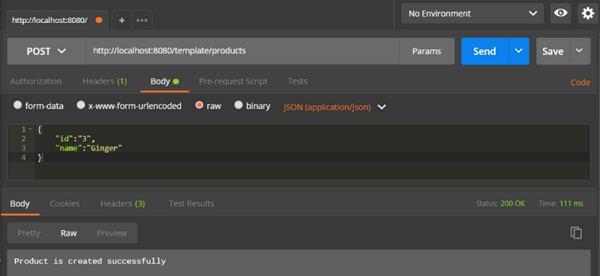 http://localhost:8080/
No Environment
POST http://localhost:8080/template/products Params Send Save
Authorization Headers (1) Body Pre-request Script Tests Code
form-data x-www-form-urlencoded raw binary JSON (application/json)
1 {
2 "id":"3",
3 "name":"Ginger"
4 }
Body Cookies Headers (3) Test Results Status: 200 OK Time: 111 ms
Pretty Raw Preview
Product is created successfully